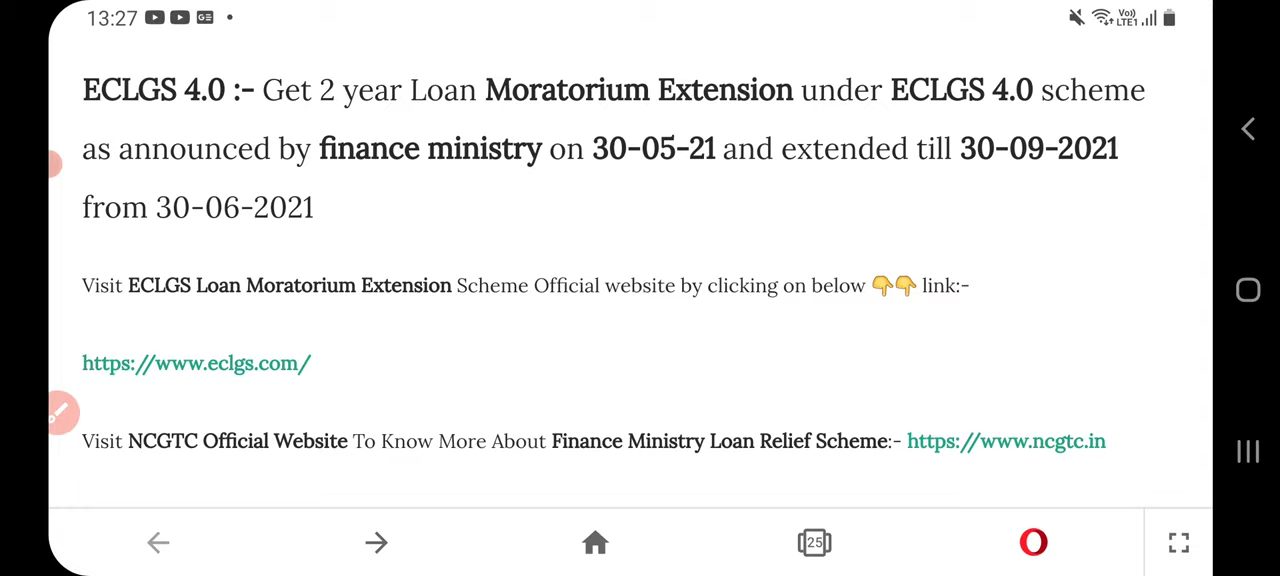 13:27 GE
Vo)) LTE1
ECLGS 4.0 :- Get 2 year Loan Moratorium Extension under ECLGS 4.0 scheme
as announced by finance ministry on 30-05-21 and extended till 30-09-2021
from 30-06-2021
Visit ECLGS Loan Moratorium Extension Scheme Official website by clicking on below 👇👇 link:-
https://www.eclgs.com/
Visit NCGTC Official Website To Know More About Finance Ministry Loan Relief Scheme:- https://www.ncgtc.in
25